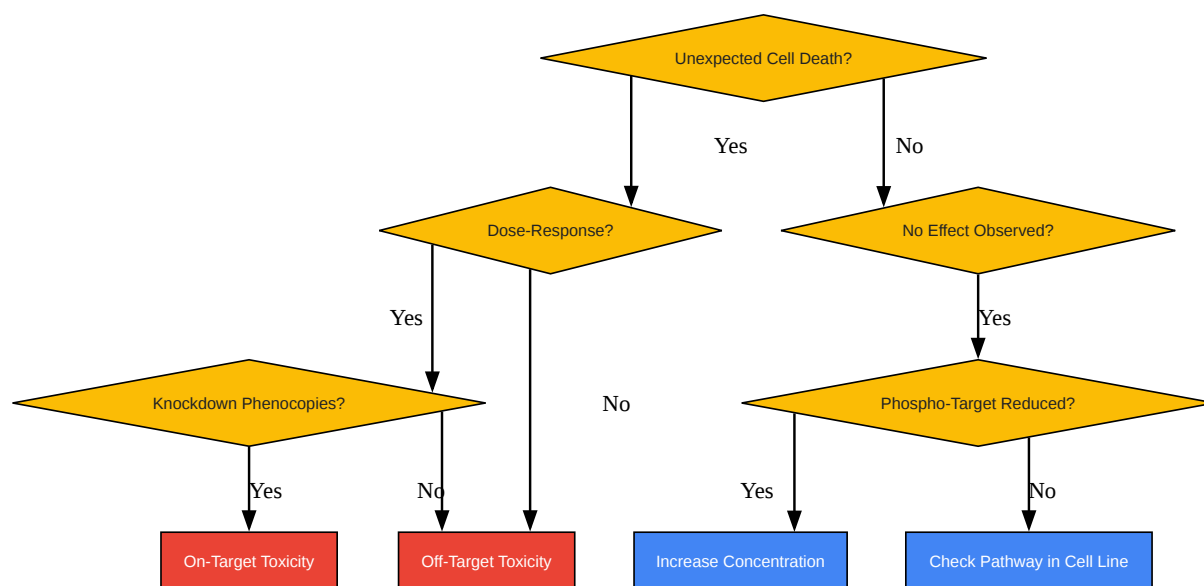 Unexpected Cell Death?
Yes
No
Dose-Response?
No Effect Observed?
Yes
Yes
Knockdown Phenocopies?
No
Phospho-Target Reduced?
Yes
No
Yes
No
On-Target Toxicity
Off-Target Toxicity
Increase Concentration
Check Pathway in Cell Line